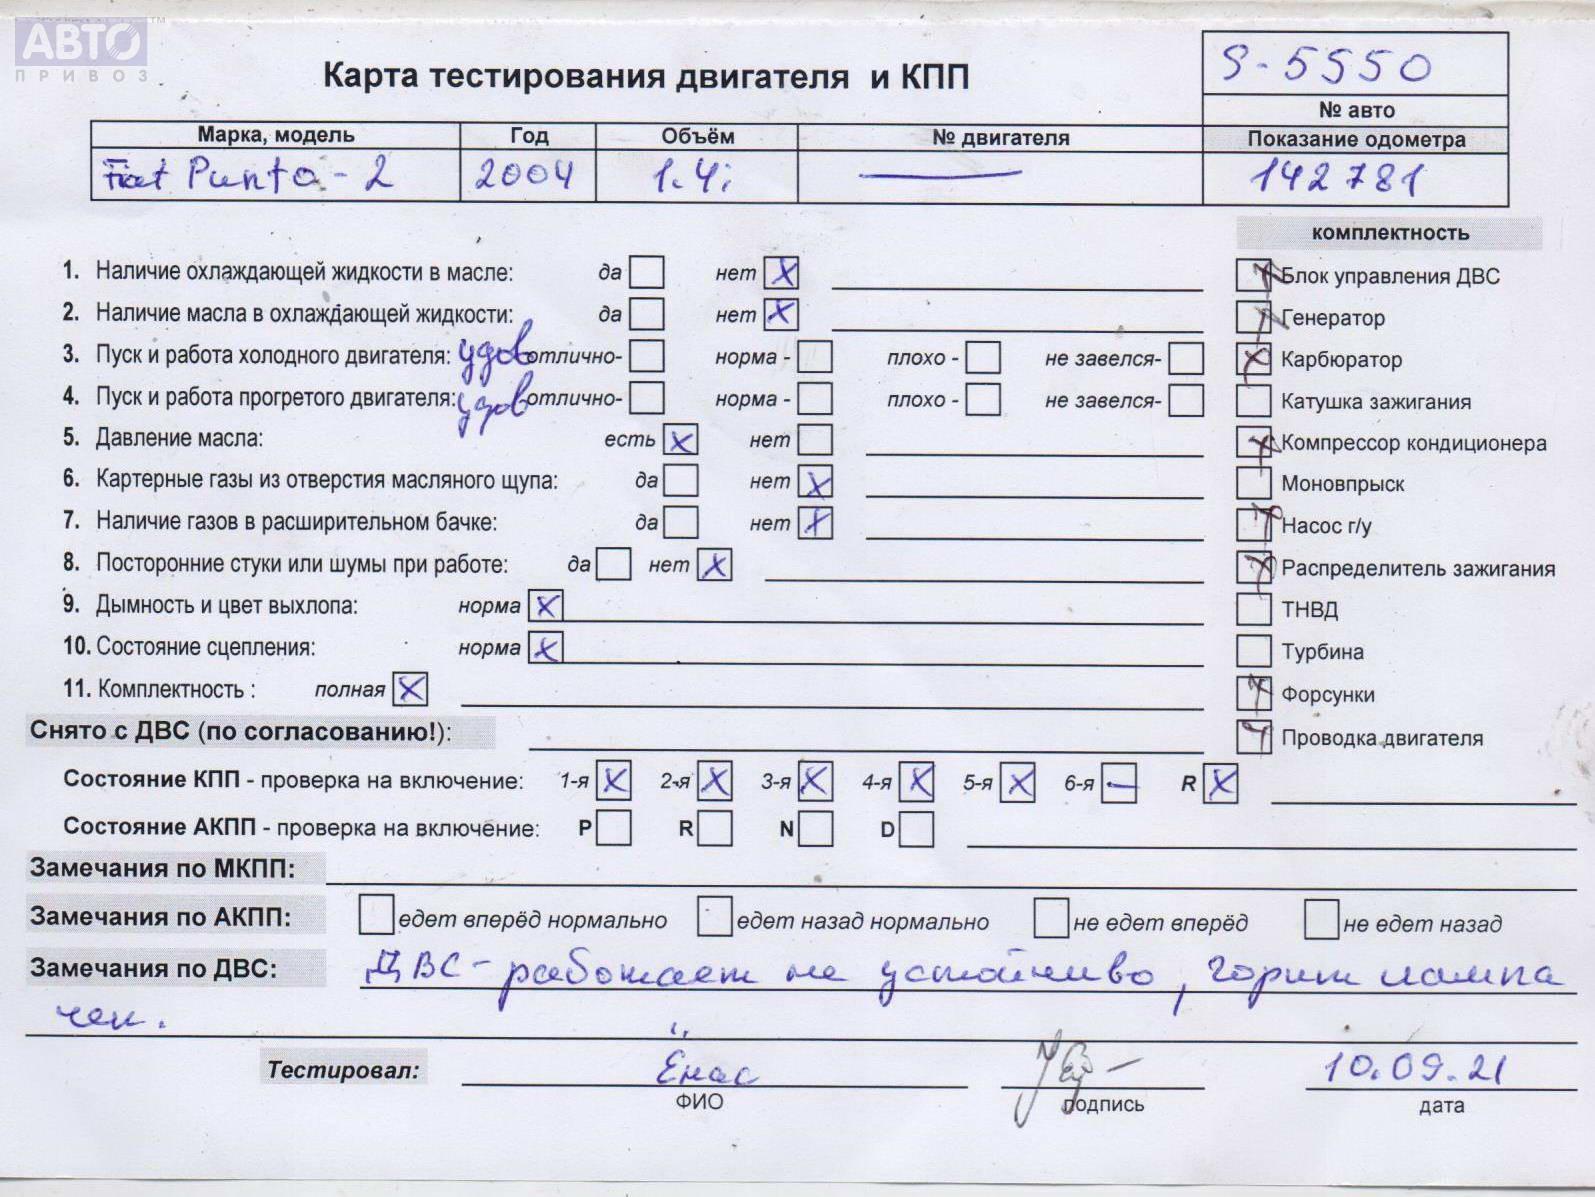 АВТО
ПРИВОЗ
S-5550
Карта тестирования двигателя и КПП
№ авто
Марка, модель Год Объём № двигателя Показание одометра
Fiat Punto - 2 2004 1.4i — 142 781
комплектность
1. Наличие охлаждающей жидкости в масле: да нет X Блок управления ДВС
2. Наличие масла в охлаждающей жидкости: да нет X Генератор
3. Пуск и работа холодного двигателя: удов отлично- норма - плохо - не завелся- Карбюратор
4. Пуск и работа прогретого двигателя: удов отлично- норма - плохо - не завелся- Катушка зажигания
5. Давление масла: есть X нет Компрессор кондиционера
6. Картерные газы из отверстия масляного щупа: да нет X Моновпрыск
7. Наличие газов в расширительном бачке: да нет X Насос г/у
8. Посторонние стуки или шумы при работе: да нет X Распределитель зажигания
9. Дымность и цвет выхлопа: норма X ТНВД
10. Состояние сцепления: норма X Турбина
11. Комплектность : полная X Форсунки
Снято с ДВС (по согласованию!): Проводка двигателя
Состояние КПП - проверка на включение: 1-я X 2-я X 3-я X 4-я X 5-я X 6-я — R X
Состояние АКПП - проверка на включение: P R N D
Замечания по МКПП:
Замечания по АКПП: едет вперёд нормально едет назад нормально не едет вперёд не едет назад
Замечания по ДВС: ДВС - работает не устойчиво, горит лампа
чек.
Тестировал: Енас 10.09.21
ФИО подпись дата